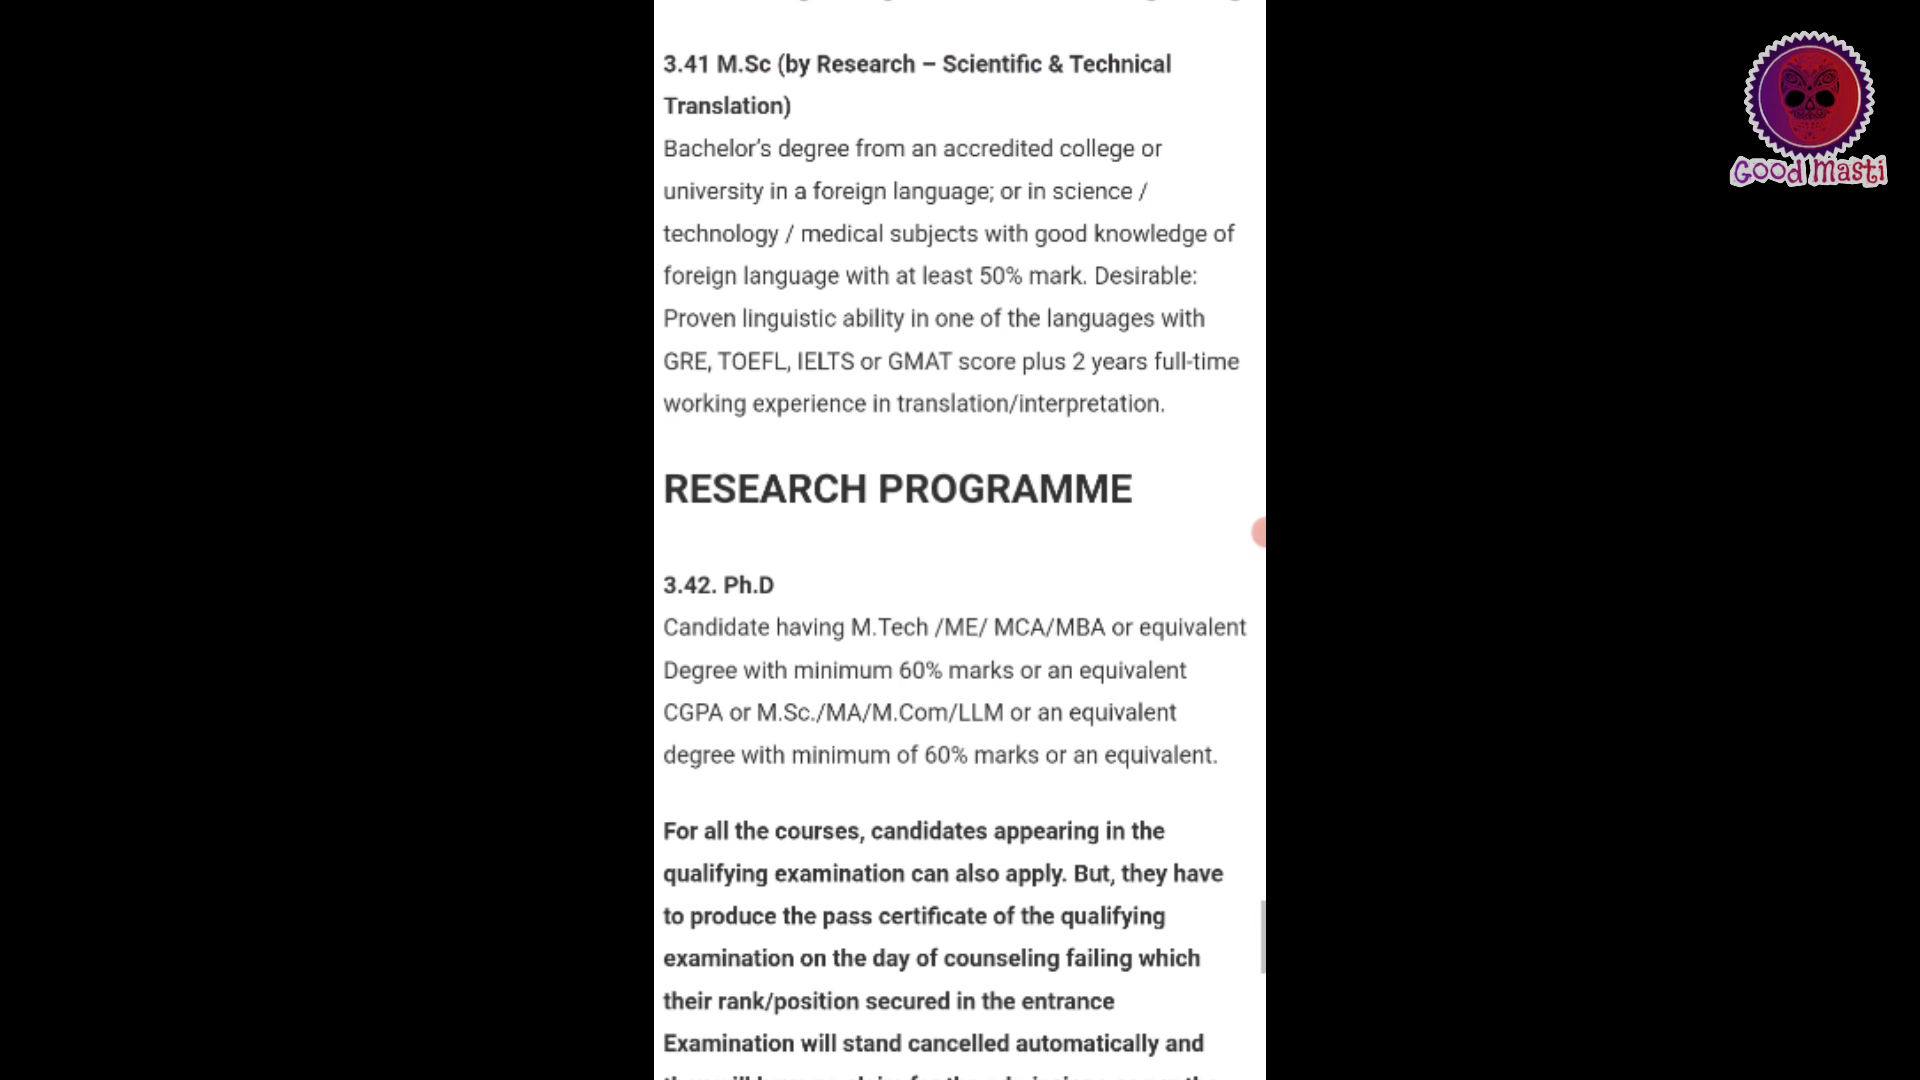 3.41 M.Sc (by Research – Scientific & Technical
Translation)
Bachelor's degree from an accredited college or
university in a foreign language; or in science /
technology / medical subjects with good knowledge of
foreign language with at least 50% mark. Desirable:
Proven linguistic ability in one of the languages with
GRE, TOEFL, IELTS or GMAT score plus 2 years full-time
working experience in translation/interpretation.
RESEARCH PROGRAMME
3.42. Ph.D
Candidate having M.Tech /ME/ MCA/MBA or equivalent
Degree with minimum 60% marks or an equivalent
CGPA or M.Sc./MA/M.Com/LLM or an equivalent
degree with minimum of 60% marks or an equivalent.
For all the courses, candidates appearing in the
qualifying examination can also apply. But, they have
to produce the pass certificate of the qualifying
examination on the day of counseling failing which
their rank/position secured in the entrance
Examination will stand cancelled automatically and
Good Masti